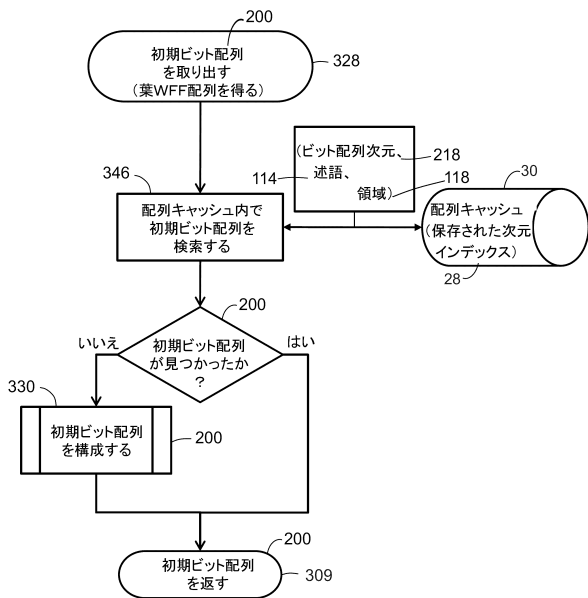 200
初期ビット配列
を取り出す
(葉WFF配列を得る)
328
(ビット配列次元、
218
114
述語、
118
領域)
346
配列キャッシュ内で
初期ビット配列を
検索する
30
配列キャッシュ
(保存された次元
インデックス)
28
200
いいえ
はい
初期ビット配列
が見つかったか
?
330
初期ビット配列
を構成する
200
200
初期ビット配列
を返す
309